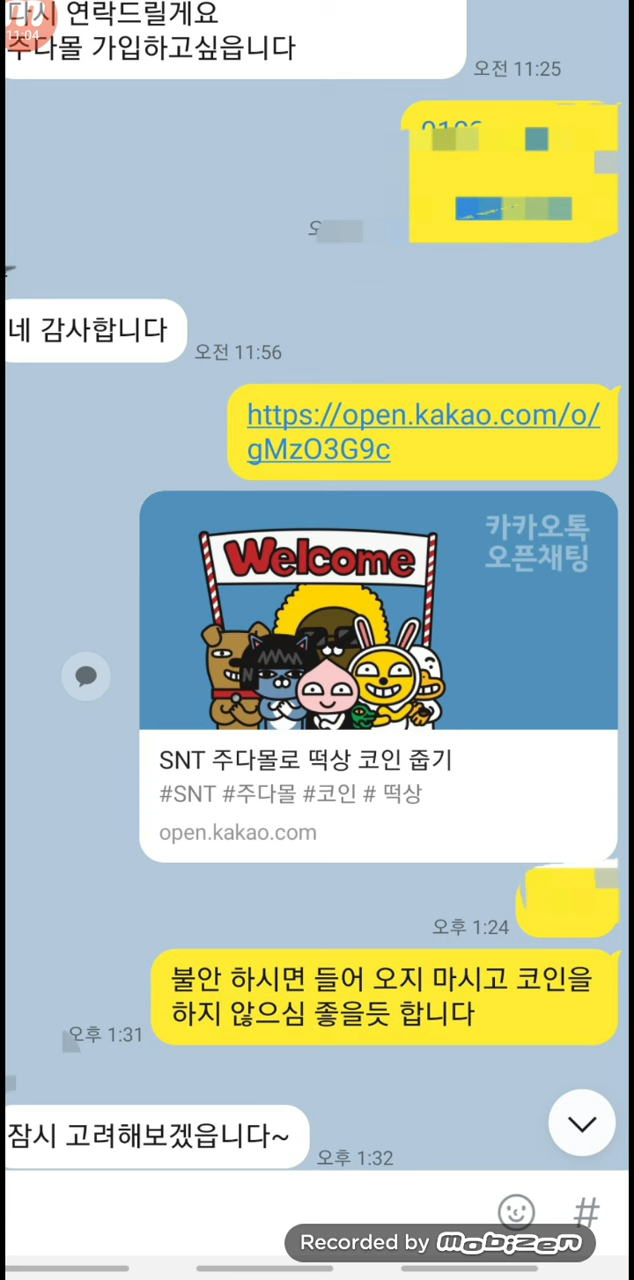 다시 연락드릴게요
11:04
주다몰 가입하고싶읍니다
오전 11:25
네 감사합니다
오전 11:56
https://open.kakao.com/o/
gMzO3G9c
카카오톡
오픈채팅
Welcome
SNT 주다몰로 떡상 코인 줍기
#SNT #주다몰 #코인 # 떡상
open.kakao.com
오후 1:24
불안 하시면 들어 오지 마시고 코인을
하지 않으심 좋을듯 합니다
오후 1:31
잠시 고려해보겠읍니다~
오후 1:32
#
Recorded by mobizen